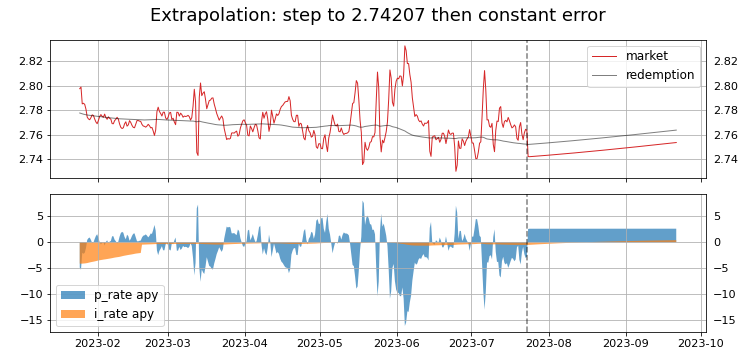 Extrapolation: step to 2.74207 then constant error
2.82 2.82
2.80 2.80
2.78 2.78
2.76 2.76
2.74 2.74
market
redemption
5 5
0 0
−5 −5
−10 −10
−15 −15
p_rate apy
i_rate apy
2023-02 2023-03 2023-04 2023-05 2023-06 2023-07 2023-08 2023-09 2023-10